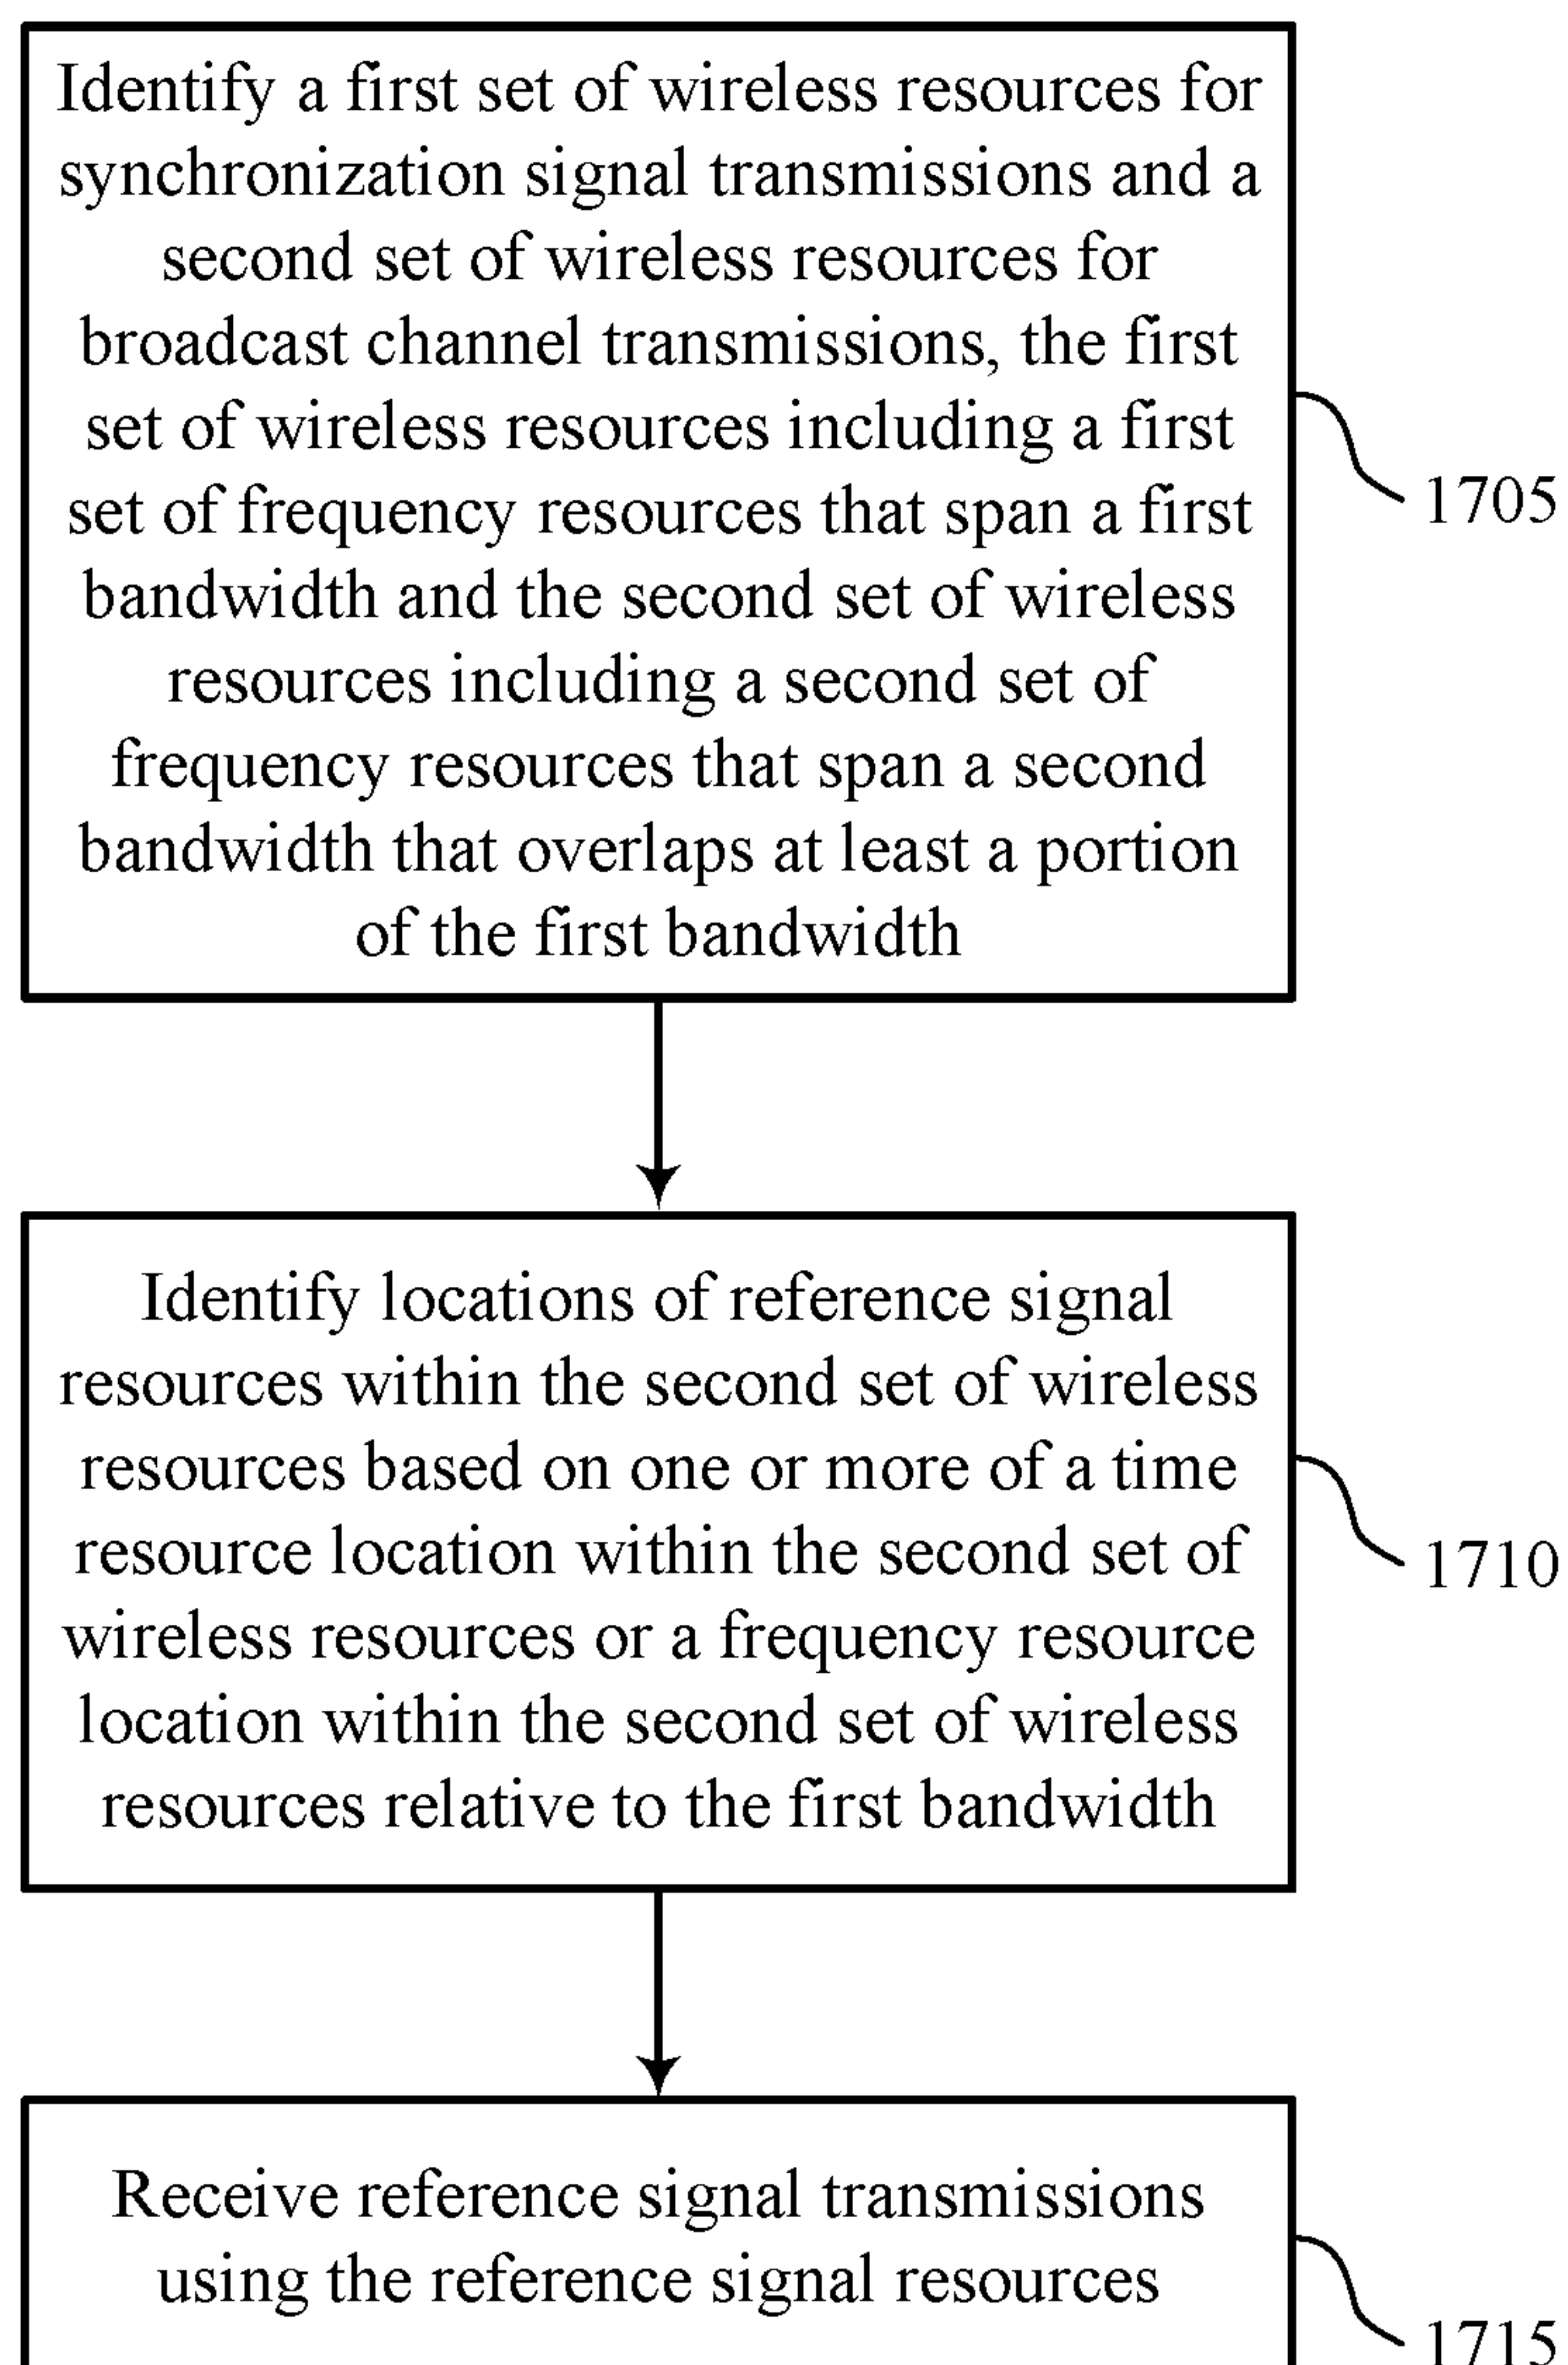 Identify a first set of wireless resources for
synchronization signal transmissions and a
second set of wireless resources for
broadcast channel transmissions, the first
set of wireless resources including a first
set of frequency resources that span a first
bandwidth and the second set of wireless
resources including a second set of
frequency resources that span a second
bandwidth that overlaps at least a portion
of the first bandwidth
1705
Identify locations of reference signal
resources within the second set of wireless
resources based on one or more of a time
resource location within the second set of
wireless resources or a frequency resource
location within the second set of wireless
resources relative to the first bandwidth
1710
Receive reference signal transmissions
using the reference signal resources
1715